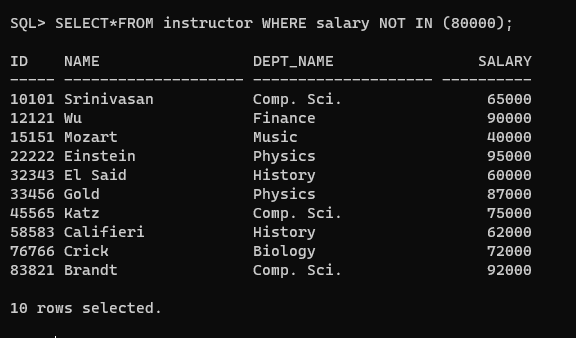 SQL> SELECT*FROM instructor WHERE salary NOT IN (80000);
ID    NAME                 DEPT_NAME                SALARY
----- -------------------- -------------------- ----------
10101 Srinivasan           Comp. Sci.                65000
12121 Wu                   Finance                   90000
15151 Mozart               Music                     40000
22222 Einstein             Physics                   95000
32343 El Said              History                   60000
33456 Gold                 Physics                   87000
45565 Katz                 Comp. Sci.                75000
58583 Califieri            History                   62000
76766 Crick                Biology                   72000
83821 Brandt               Comp. Sci.                92000
10 rows selected.